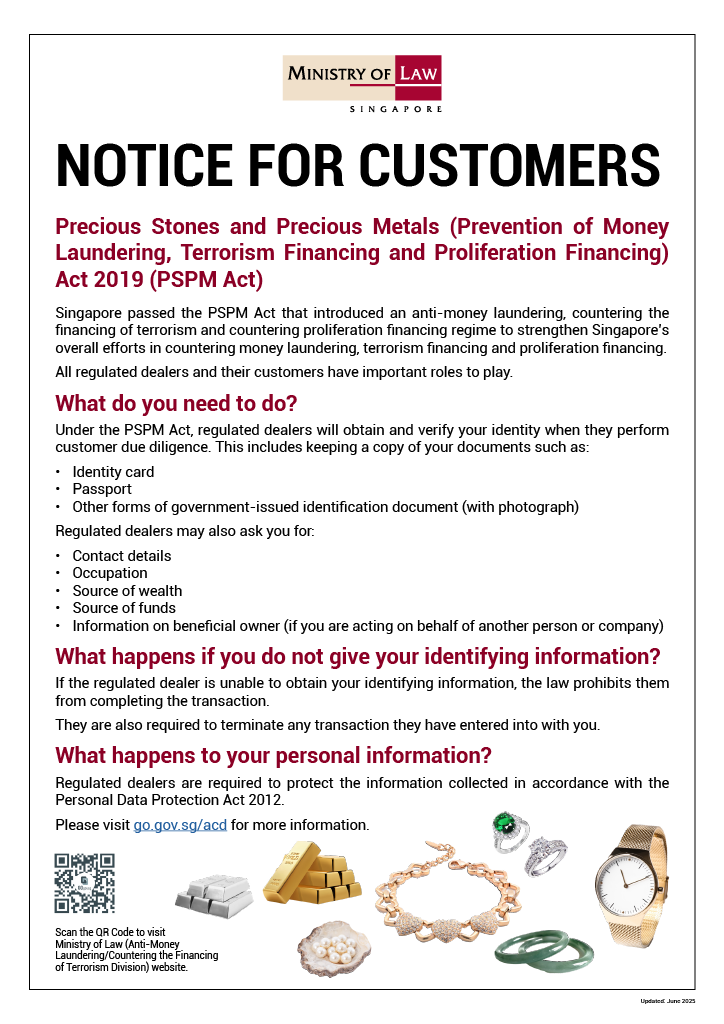 MINISTRY OF LAW
SINGAPORE
NOTICE FOR CUSTOMERS
Precious Stones and Precious Metals (Prevention of Money
Laundering, Terrorism Financing and Proliferation Financing)
Act 2019 (PSPM Act)
Singapore passed the PSPM Act that introduced an anti-money laundering, countering the
financing of terrorism and countering proliferation financing regime to strengthen Singapore's
overall efforts in countering money laundering, terrorism financing and proliferation financing.
All regulated dealers and their customers have important roles to play.
What do you need to do?
Under the PSPM Act, regulated dealers will obtain and verify your identity when they perform
customer due diligence. This includes keeping a copy of your documents such as:
• Identity card
• Passport
• Other forms of government-issued identification document (with photograph)
Regulated dealers may also ask you for:
• Contact details
• Occupation
• Source of wealth
• Source of funds
• Information on beneficial owner (if you are acting on behalf of another person or company)
What happens if you do not give your identifying information?
If the regulated dealer is unable to obtain your identifying information, the law prohibits them
from completing the transaction.
They are also required to terminate any transaction they have entered into with you.
What happens to your personal information?
Regulated dealers are required to protect the information collected in accordance with the
Personal Data Protection Act 2012.
Please visit go.gov.sg/acd for more information.
Scan the QR Code to visit
Ministry of Law (Anti-Money
Laundering/Countering the Financing
of Terrorism Division) website.
Updated: June 2025